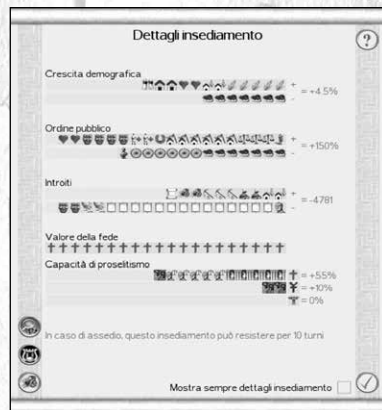 Dettagli insediamento
?
Crescita demografica
+
- = +4.5%
Ordine pubblico
+
- = +150%
Introiti
+
- = -4781
Valore della fede
Capacità di proselitismo
= +55%
= +10%
= 0%
In caso di assedio, questo insediamento può resistere per 10 turni
Mostra sempre dettagli insediamento